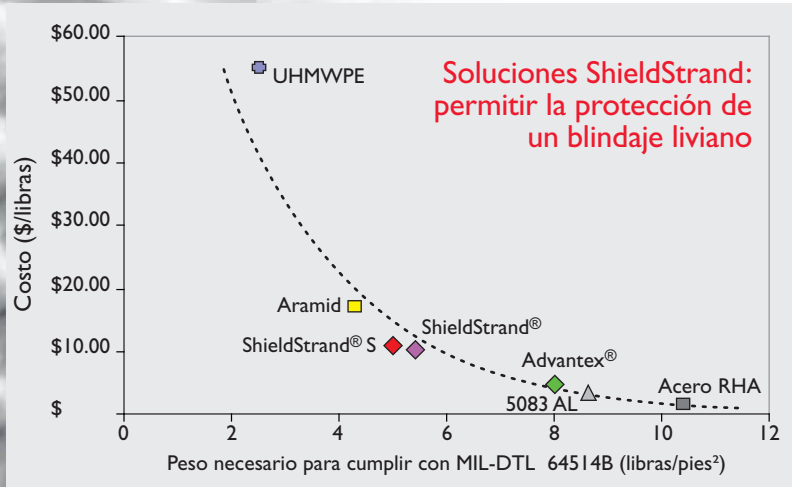 $60.00
$50.00
$40.00
$30.00
$20.00
$10.00
$
Costo ($/libras)
Soluciones ShieldStrand:
permitir la protección de
un blindaje liviano
UHMWPE
Aramid
ShieldStrand® S
ShieldStrand®
Advantex®
5083 AL
Acero RHA
0 2 4 6 8 10 12
Peso necesario para cumplir con MIL-DTL 64514B (libras/pies²)